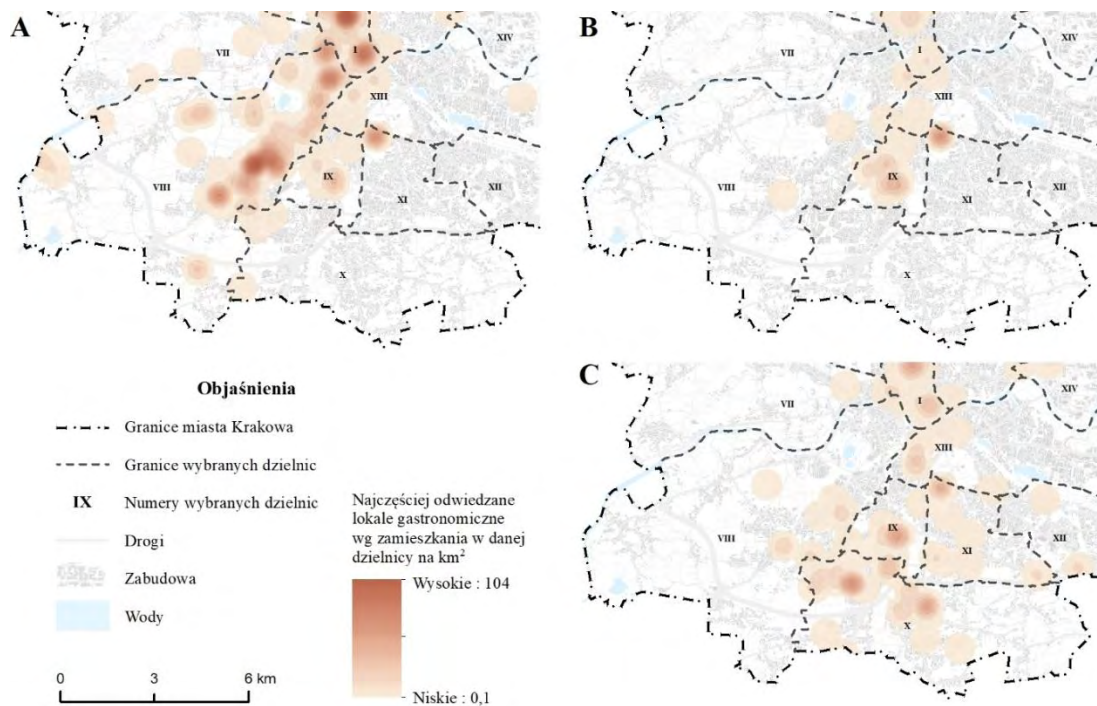 A
VII
I
XIV
XIII
IX
VIII
XI
XII
X
B
VII
I
XIV
XIII
IX
VIII
XI
XII
X
Objaśnienia
Granice miasta Krakowa
Granice wybranych dzielnic
IX Numery wybranych dzielnic
Drogi
Zabudowa
Wody
0 3 6 km
Najczęściej odwiedzane
lokale gastronomiczne
wg zamieszkania w danej
dzielnicy na km²
Wysokie : 104
Niskie : 0,1
C
I
XIV
VII
XIII
IX
VIII
XI
XII
X